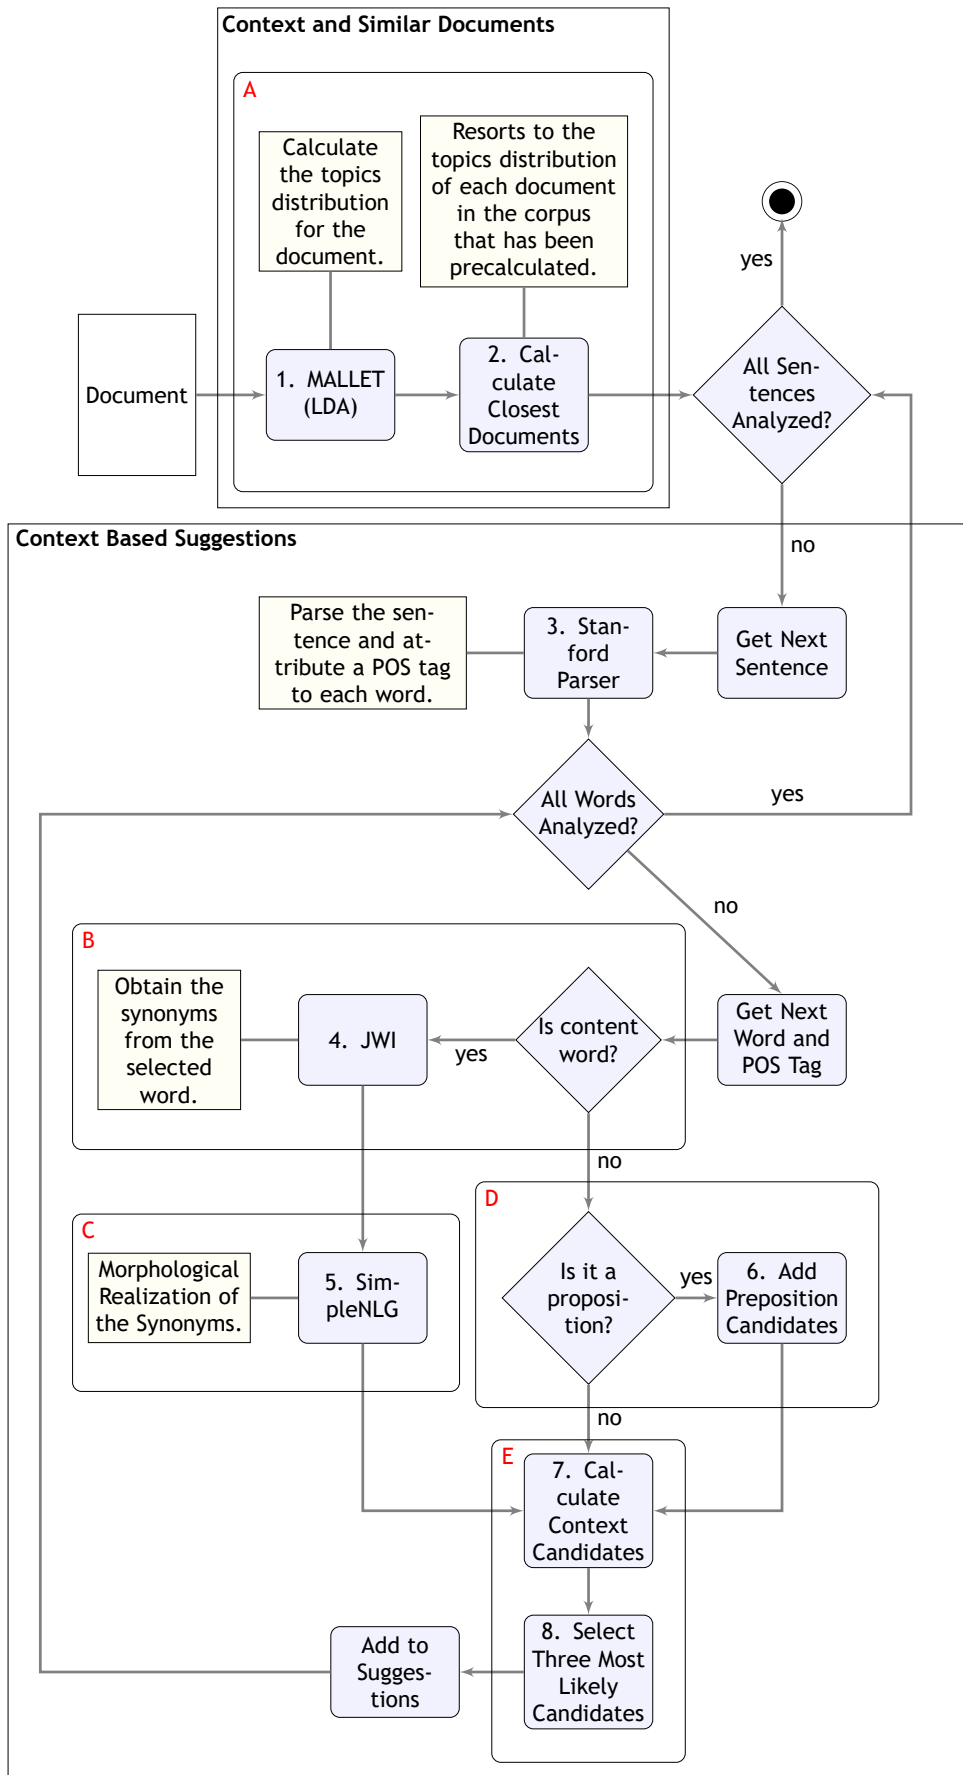 Context and Similar Documents
A
Calculate
the topics
distribution
for the
document.
Resorts to the
topics distribution
of each document
in the corpus
that has been
precalculated.
yes
Document
1. MALLET
(LDA)
2. Cal-
culate
Closest
Documents
All Sen-
tences
Analyzed?
Context Based Suggestions
no
Parse the sen-
tence and at-
tribute a POS tag
to each word.
3. Stan-
ford
Parser
Get Next
Sentence
All Words
Analyzed?
yes
no
B
Obtain the
synonyms
from the
selected
word.
4. JWI
yes
Is content
word?
Get Next
Word and
POS Tag
no
C
Morphological
Realization of
the Synonyms.
5. Sim-
pleNLG
D
Is it a
proposi-
tion?
yes
6. Add
Preposition
Candidates
no
E
7. Cal-
culate
Context
Candidates
Add to
Sugges-
tions
8. Select
Three Most
Likely
Candidates